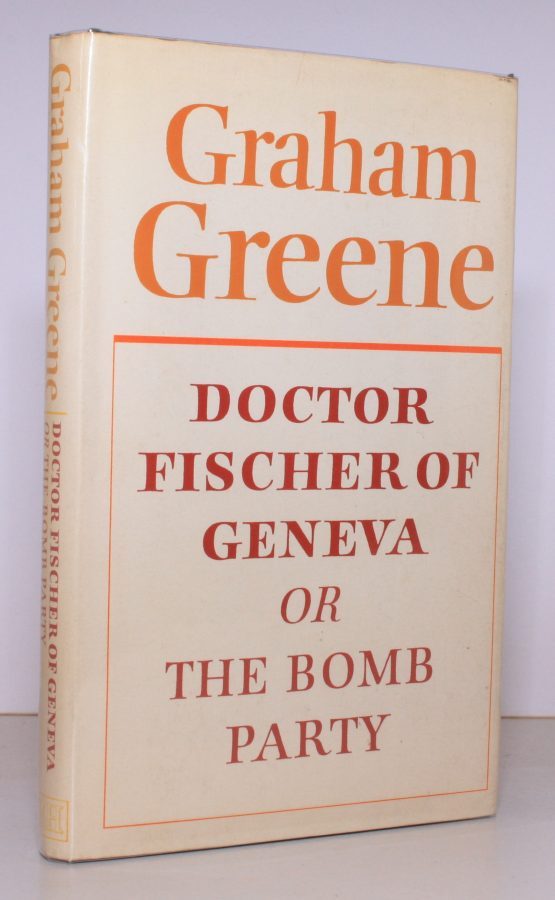 Graham
Greene
DOCTOR
FISCHER OF
GENEVA
OR
THE BOMB
PARTY
Graham Greene
DOCTOR FISCHER OF GENEVA
OR THE BOMB PARTY